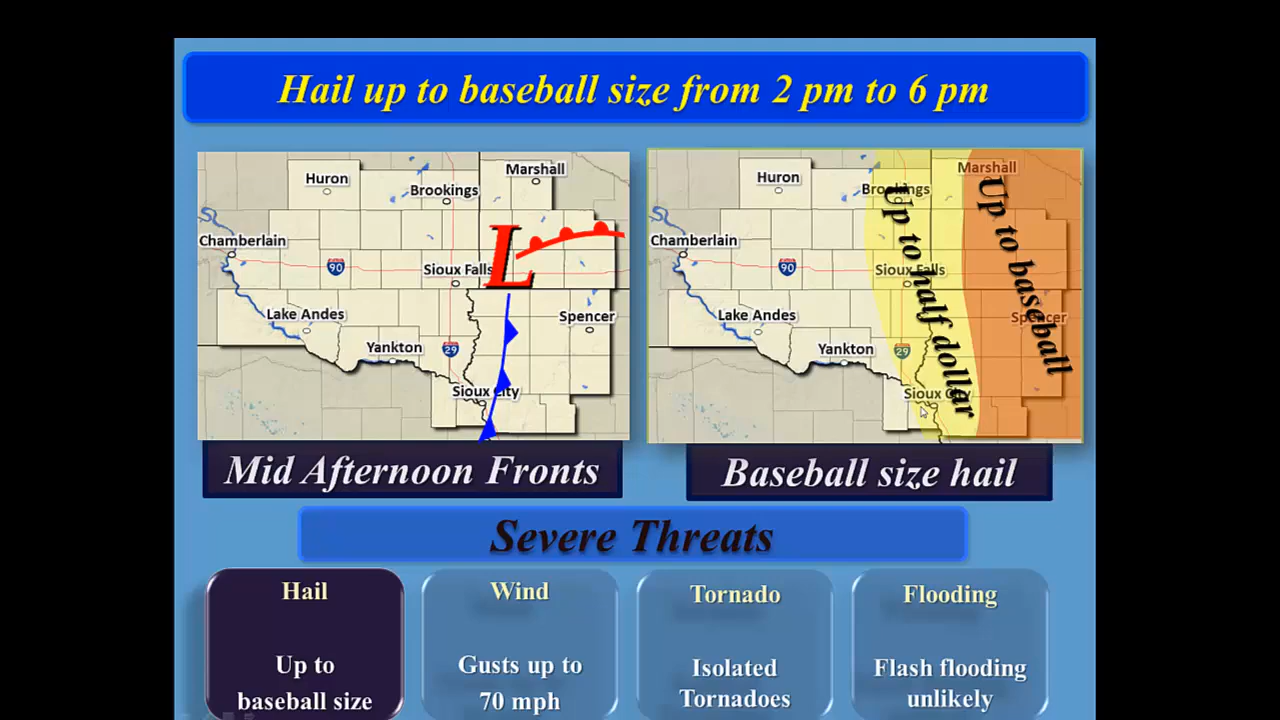 Hail up to baseball size from 2 pm to 6 pm
Huron
Marshall
Brookings
Chamberlain
90
Sioux Falls
L
Lake Andes
Spencer
Yankton
29
Sioux City
Mid Afternoon Fronts
Huron
Marshall
Brookings
Chamberlain
90
Sioux Falls
Lake Andes
Spencer
Yankton
29
Sioux City
Up to half dollar
Up to baseball
Baseball size hail
Severe Threats
Hail
Up to
baseball size
Wind
Gusts up to
70 mph
Tornado
Isolated
Tornadoes
Flooding
Flash flooding
unlikely